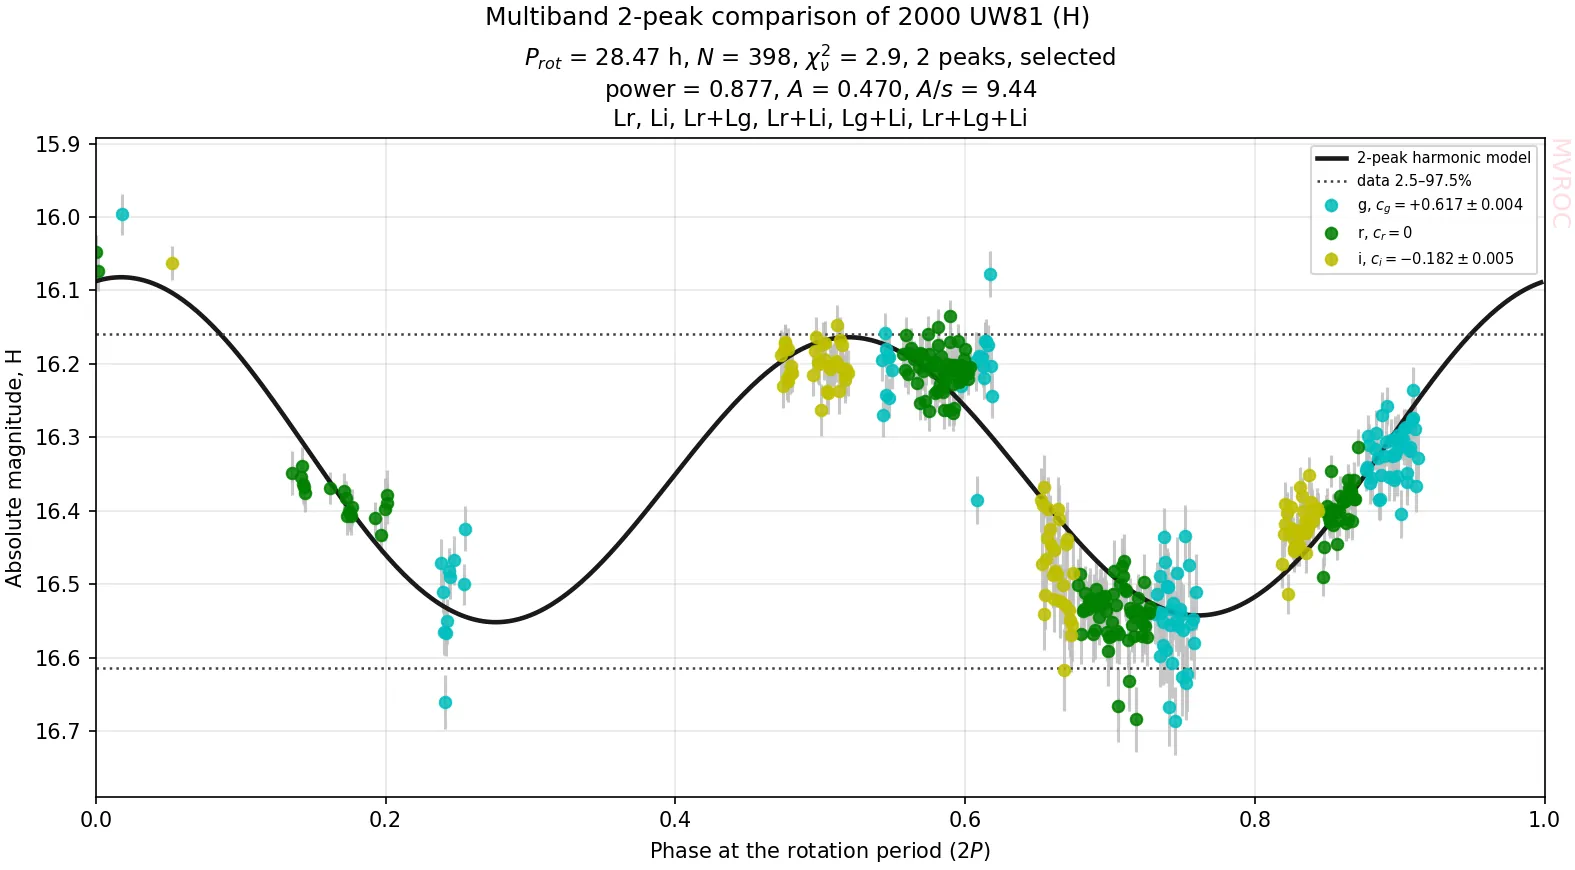 Multiband 2-peak comparison of 2000 UW81 (H)
P_rot = 28.47 h, N = 398, χ²_ν = 2.9, 2 peaks, selected
power = 0.877, A = 0.470, A/s = 9.44
Lr, Li, Lr+Lg, Lr+Li, Lg+Li, Lr+Lg+Li
2-peak harmonic model
data 2.5–97.5%
g, c_g = +0.617 ± 0.004
r, c_r = 0
i, c_i = −0.182 ± 0.005
MVROC
Absolute magnitude, H
15.9
16.0
16.1
16.2
16.3
16.4
16.5
16.6
16.7
0.0 0.2 0.4 0.6 0.8 1.0
Phase at the rotation period (2P)